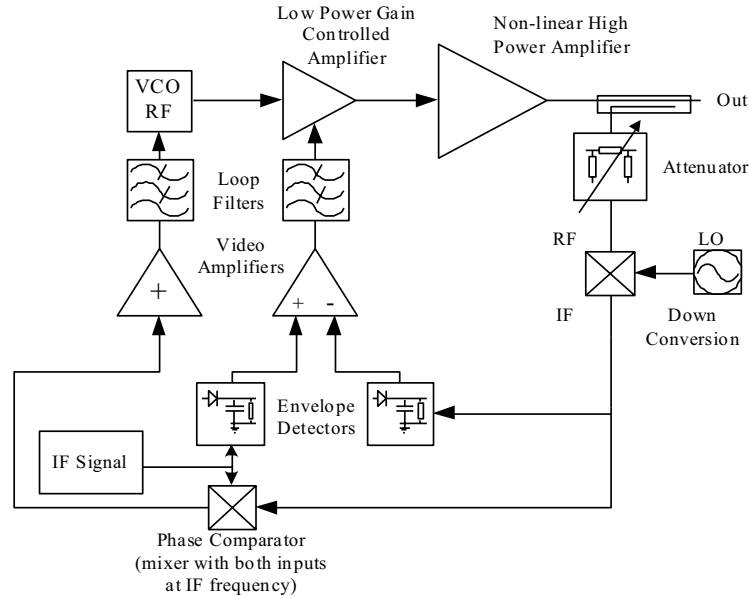 Low Power Gain
Controlled
Amplifier
Non-linear High
Power Amplifier
VCO
RF
Out
Loop
Filters
Attenuator
Video
Amplifiers
RF
LO
+
+ -
IF
Down
Conversion
Envelope
Detectors
IF Signal
Phase Comparator
(mixer with both inputs
at IF frequency)